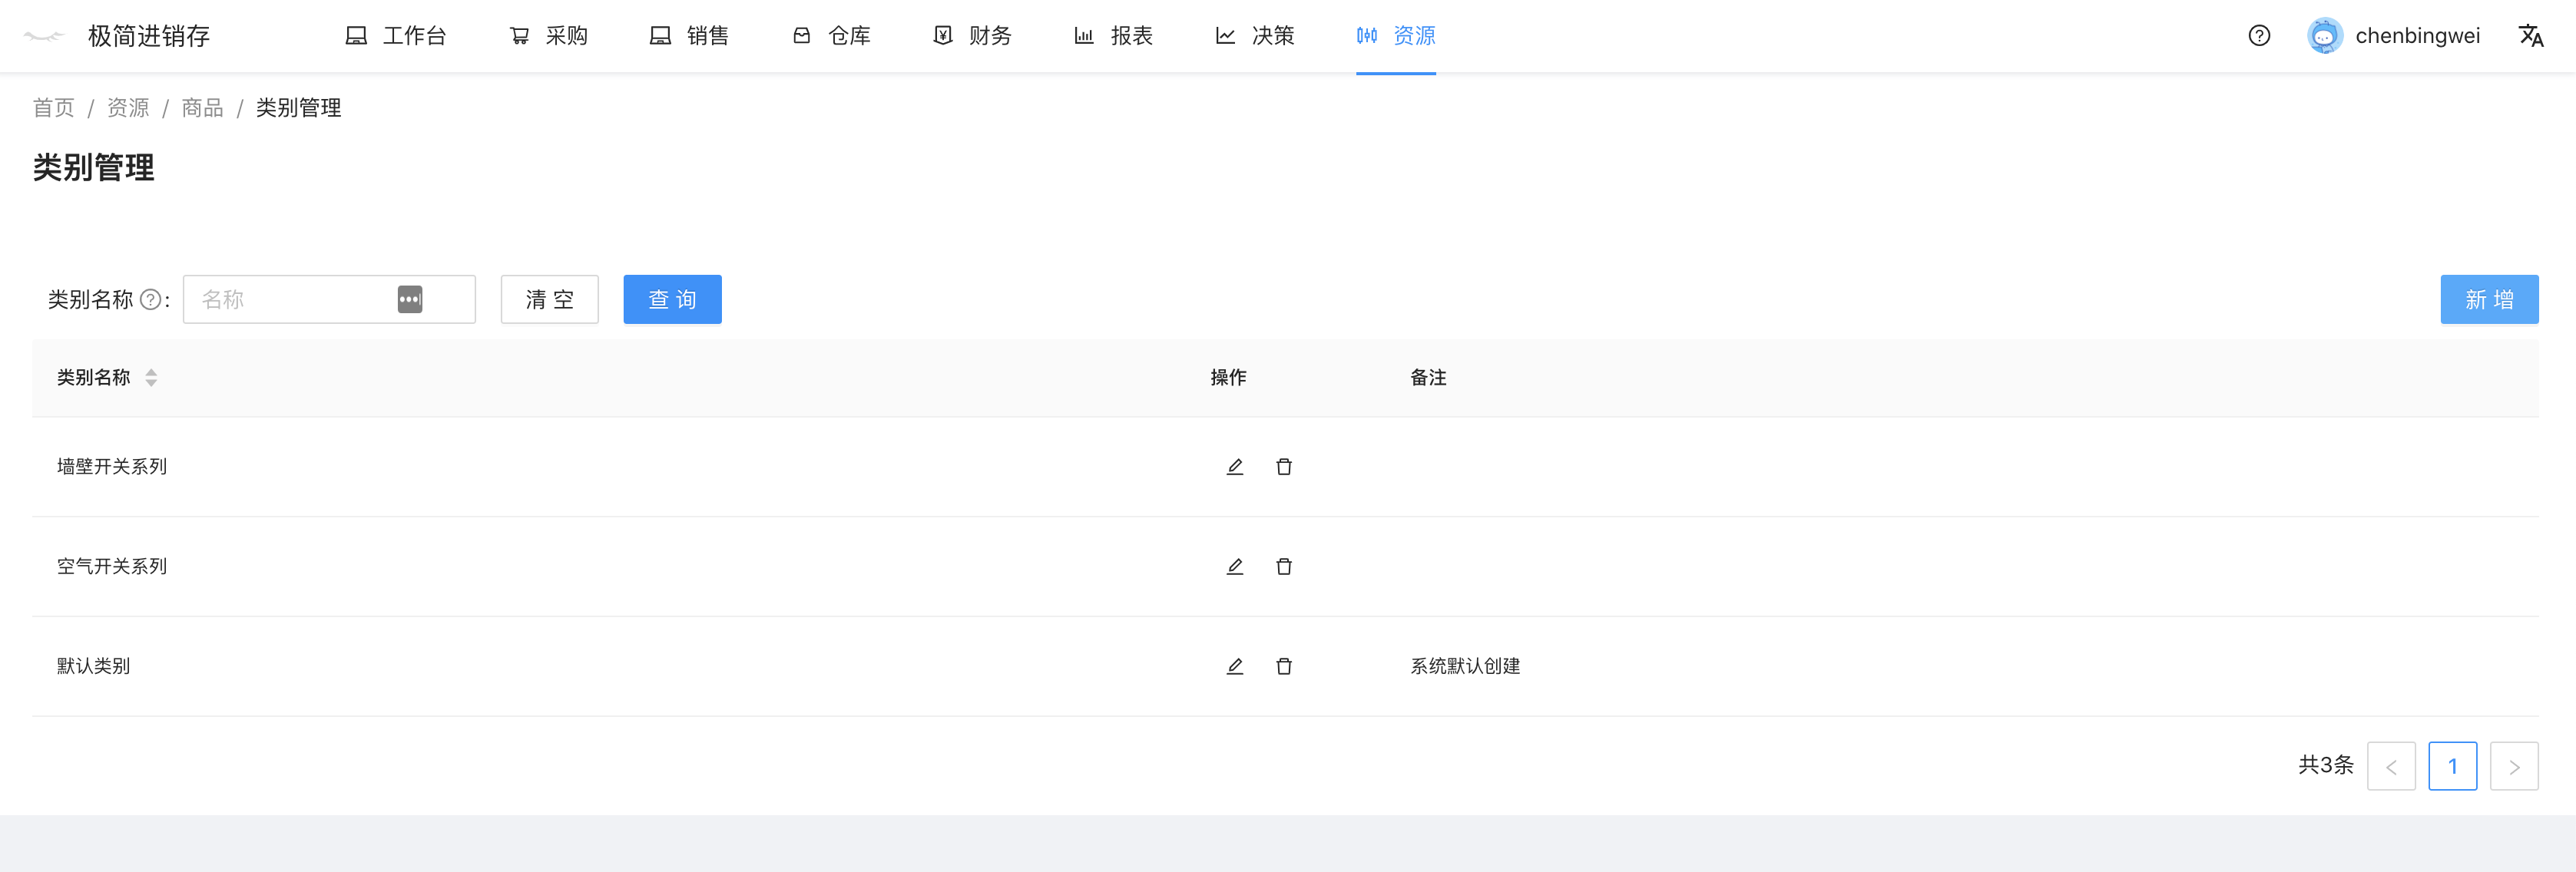 极简进销存 工作台 采购 销售 仓库 财务 报表 决策 资源 chenbingwei
首页 / 资源 / 商品 / 类别管理
类别管理
类别名称 : 名称 清 空 查 询 新 增
类别名称 操作 备注
墙壁开关系列
空气开关系列
默认类别 系统默认创建
共3条 < 1 >